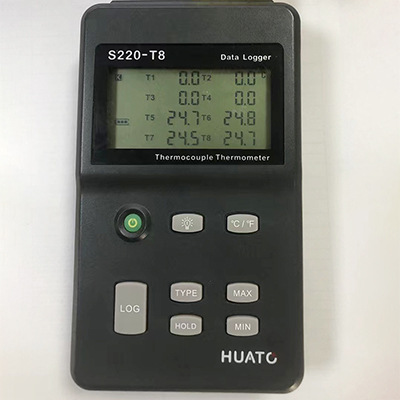 S220-T8 Data Logger
K T1 0.0 T2 0.0 °C
T3 0.0 T4 0.0
T5 24.7 T6 24.8
T7 24.5 T8 24.7
Thermocouple Thermometer
°C/°F
LOG
TYPE MAX
HOLD MIN
HUATO